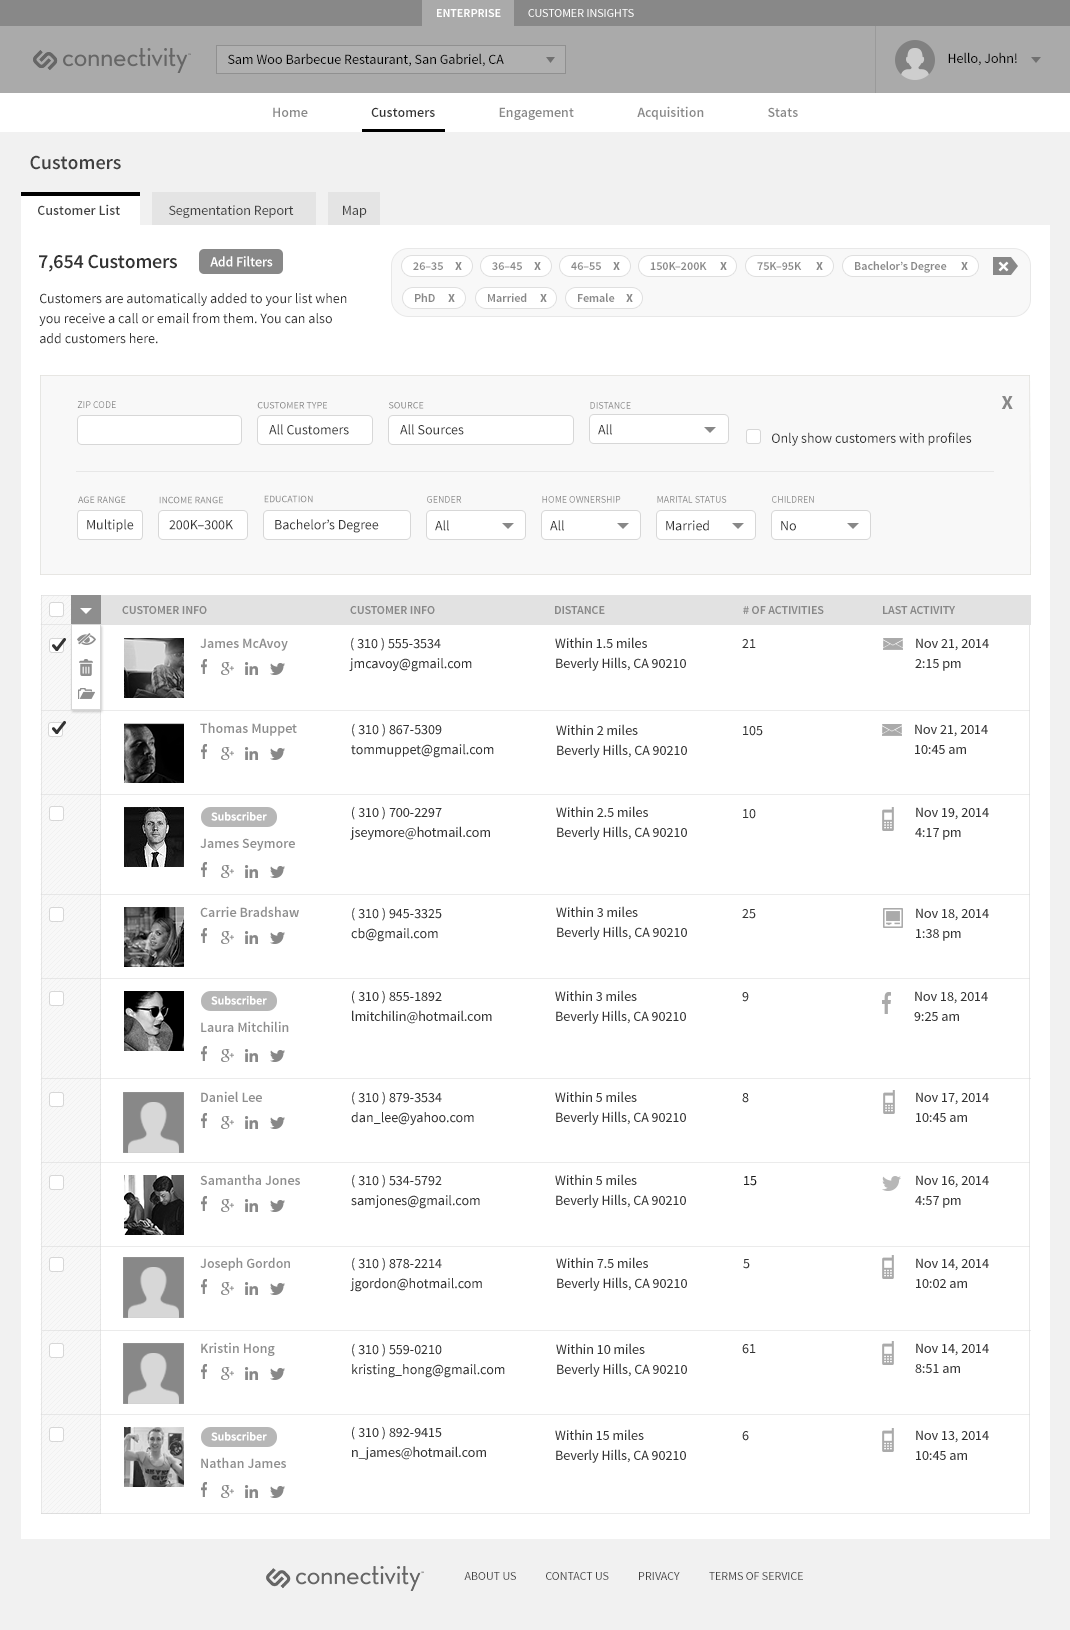 ENTERPRISE CUSTOMER INSIGHTS
connectivity Sam Woo Barbecue Restaurant, San Gabriel, CA Hello, John!
Home Customers Engagement Acquisition Stats
Customers
Customer List Segmentation Report Map
7,654 Customers Add Filters
Customers are automatically added to your list when
you receive a call or email from them. You can also
add customers here.
26–35 X 36–45 X 46–55 X 150K–200K X 75K–95K X Bachelor's Degree X X
PhD X Married X Female X
X
ZIP CODE CUSTOMER TYPE SOURCE DISTANCE
All Customers All Sources All Only show customers with profiles
AGE RANGE INCOME RANGE EDUCATION GENDER HOME OWNERSHIP MARITAL STATUS CHILDREN
Multiple 200K–300K Bachelor's Degree All All Married No
CUSTOMER INFO CUSTOMER INFO DISTANCE # OF ACTIVITIES LAST ACTIVITY
James McAvoy ( 310 ) 555-3534 Within 1.5 miles 21 Nov 21, 2014
f g+ in jmcavoy@gmail.com Beverly Hills, CA 90210 2:15 pm
Thomas Muppet ( 310 ) 867-5309 Within 2 miles 105 Nov 21, 2014
f g+ in tommuppet@gmail.com Beverly Hills, CA 90210 10:45 am
Subscriber ( 310 ) 700-2297 Within 2.5 miles 10 Nov 19, 2014
James Seymore jseymore@hotmail.com Beverly Hills, CA 90210 4:17 pm
f g+ in
Carrie Bradshaw ( 310 ) 945-3325 Within 3 miles 25 Nov 18, 2014
f g+ in cb@gmail.com Beverly Hills, CA 90210 1:38 pm
Subscriber ( 310 ) 855-1892 Within 3 miles 9 f Nov 18, 2014
Laura Mitchilin lmitchilin@hotmail.com Beverly Hills, CA 90210 9:25 am
f g+ in
Daniel Lee ( 310 ) 879-3534 Within 5 miles 8 Nov 17, 2014
f g+ in dan_lee@yahoo.com Beverly Hills, CA 90210 10:45 am
Samantha Jones ( 310 ) 534-5792 Within 5 miles 15 Nov 16, 2014
f g+ in samjones@gmail.com Beverly Hills, CA 90210 4:57 pm
Joseph Gordon ( 310 ) 878-2214 Within 7.5 miles 5 Nov 14, 2014
f g+ in jgordon@hotmail.com Beverly Hills, CA 90210 10:02 am
Kristin Hong ( 310 ) 559-0210 Within 10 miles 61 Nov 14, 2014
f g+ in kristing_hong@gmail.com Beverly Hills, CA 90210 8:51 am
Subscriber ( 310 ) 892-9415 Within 15 miles 6 Nov 13, 2014
Nathan James n_james@hotmail.com Beverly Hills, CA 90210 10:45 am
f g+ in
connectivity ABOUT US CONTACT US PRIVACY TERMS OF SERVICE